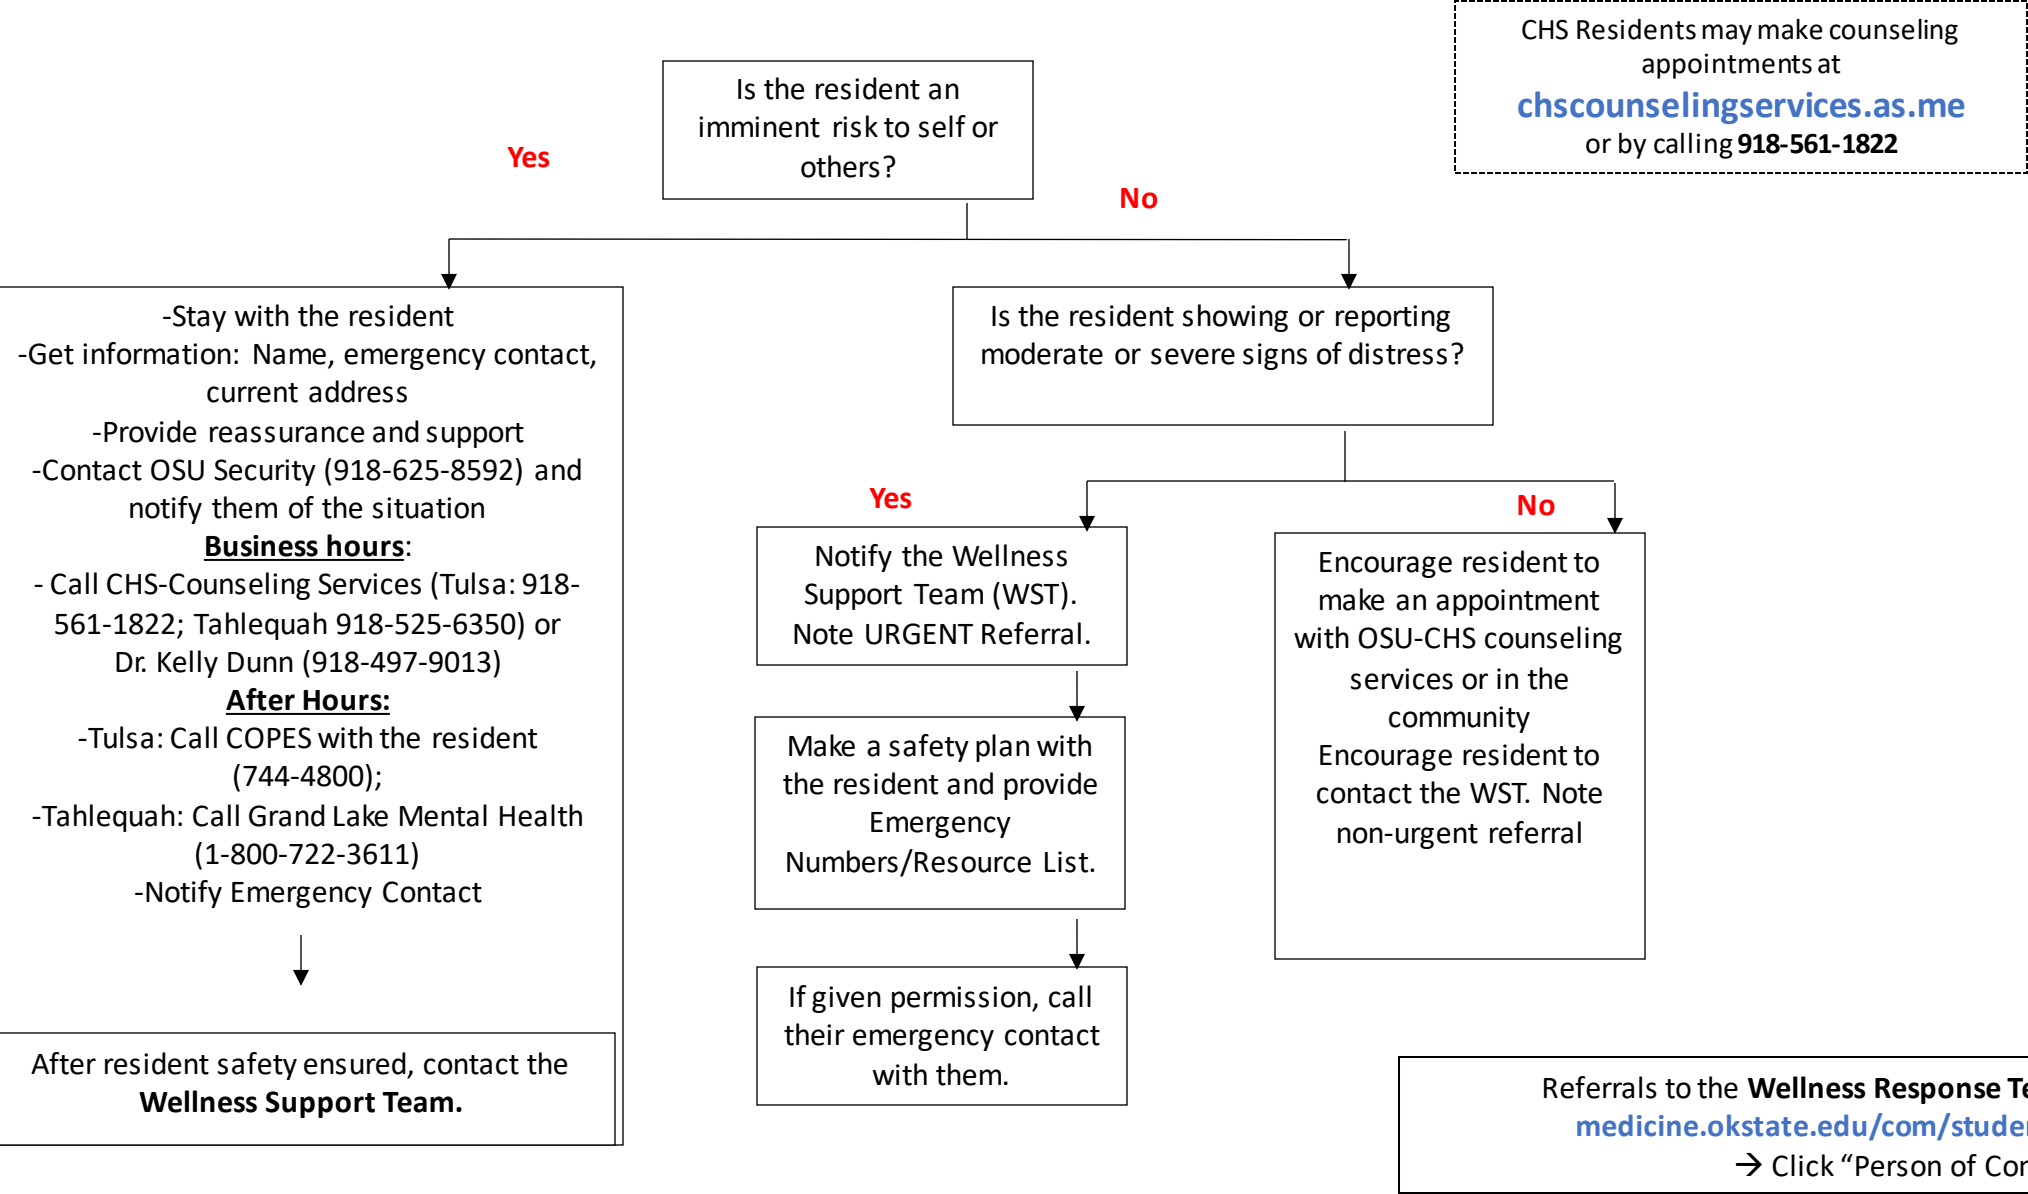 CHS Residents may make counseling
appointments at
chscounselingservices.as.me
or by calling 918-561-1822
Is the resident an
imminent risk to self or
others?
Yes
No
-Stay with the resident
-Get information: Name, emergency contact,
current address
-Provide reassurance and support
-Contact OSU Security (918-625-8592) and
notify them of the situation
Business hours:
- Call CHS-Counseling Services (Tulsa: 918-
561-1822; Tahlequah 918-525-6350) or
Dr. Kelly Dunn (918-497-9013)
After Hours:
-Tulsa: Call COPES with the resident
(744-4800);
-Tahlequah: Call Grand Lake Mental Health
(1-800-722-3611)
-Notify Emergency Contact
After resident safety ensured, contact the
Wellness Support Team.
Is the resident showing or reporting
moderate or severe signs of distress?
Yes
No
Notify the Wellness
Support Team (WST).
Note URGENT Referral.
Make a safety plan with
the resident and provide
Emergency
Numbers/Resource List.
If given permission, call
their emergency contact
with them.
Encourage resident to
make an appointment
with OSU-CHS counseling
services or in the
community
Encourage resident to
contact the WST. Note
non-urgent referral
Referrals to the Wellness Response
medicine.okstate.edu/com/stude
→ Click “Person of